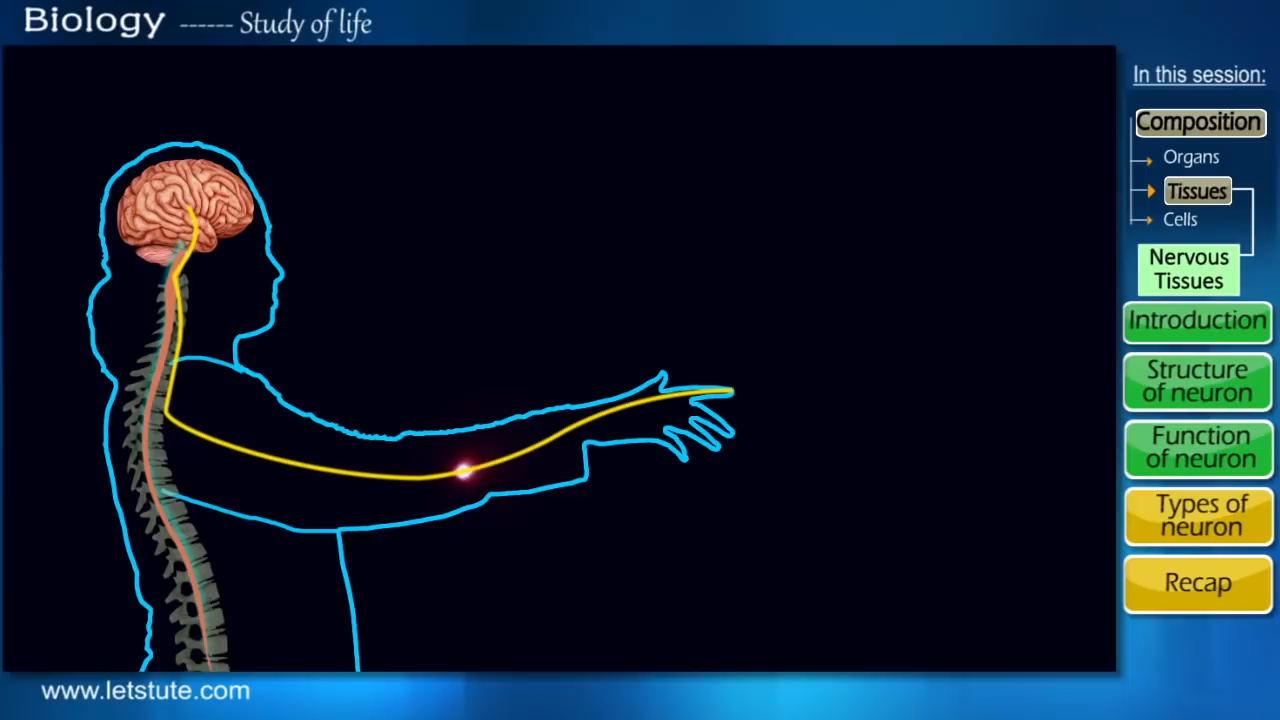 Biology ------ Study of life
In this session:
Composition
Organs
Tissues
Cells
Nervous
Tissues
Introduction
Structure
of neuron
Function
of neuron
Types of
neuron
Recap
www.letstute.com